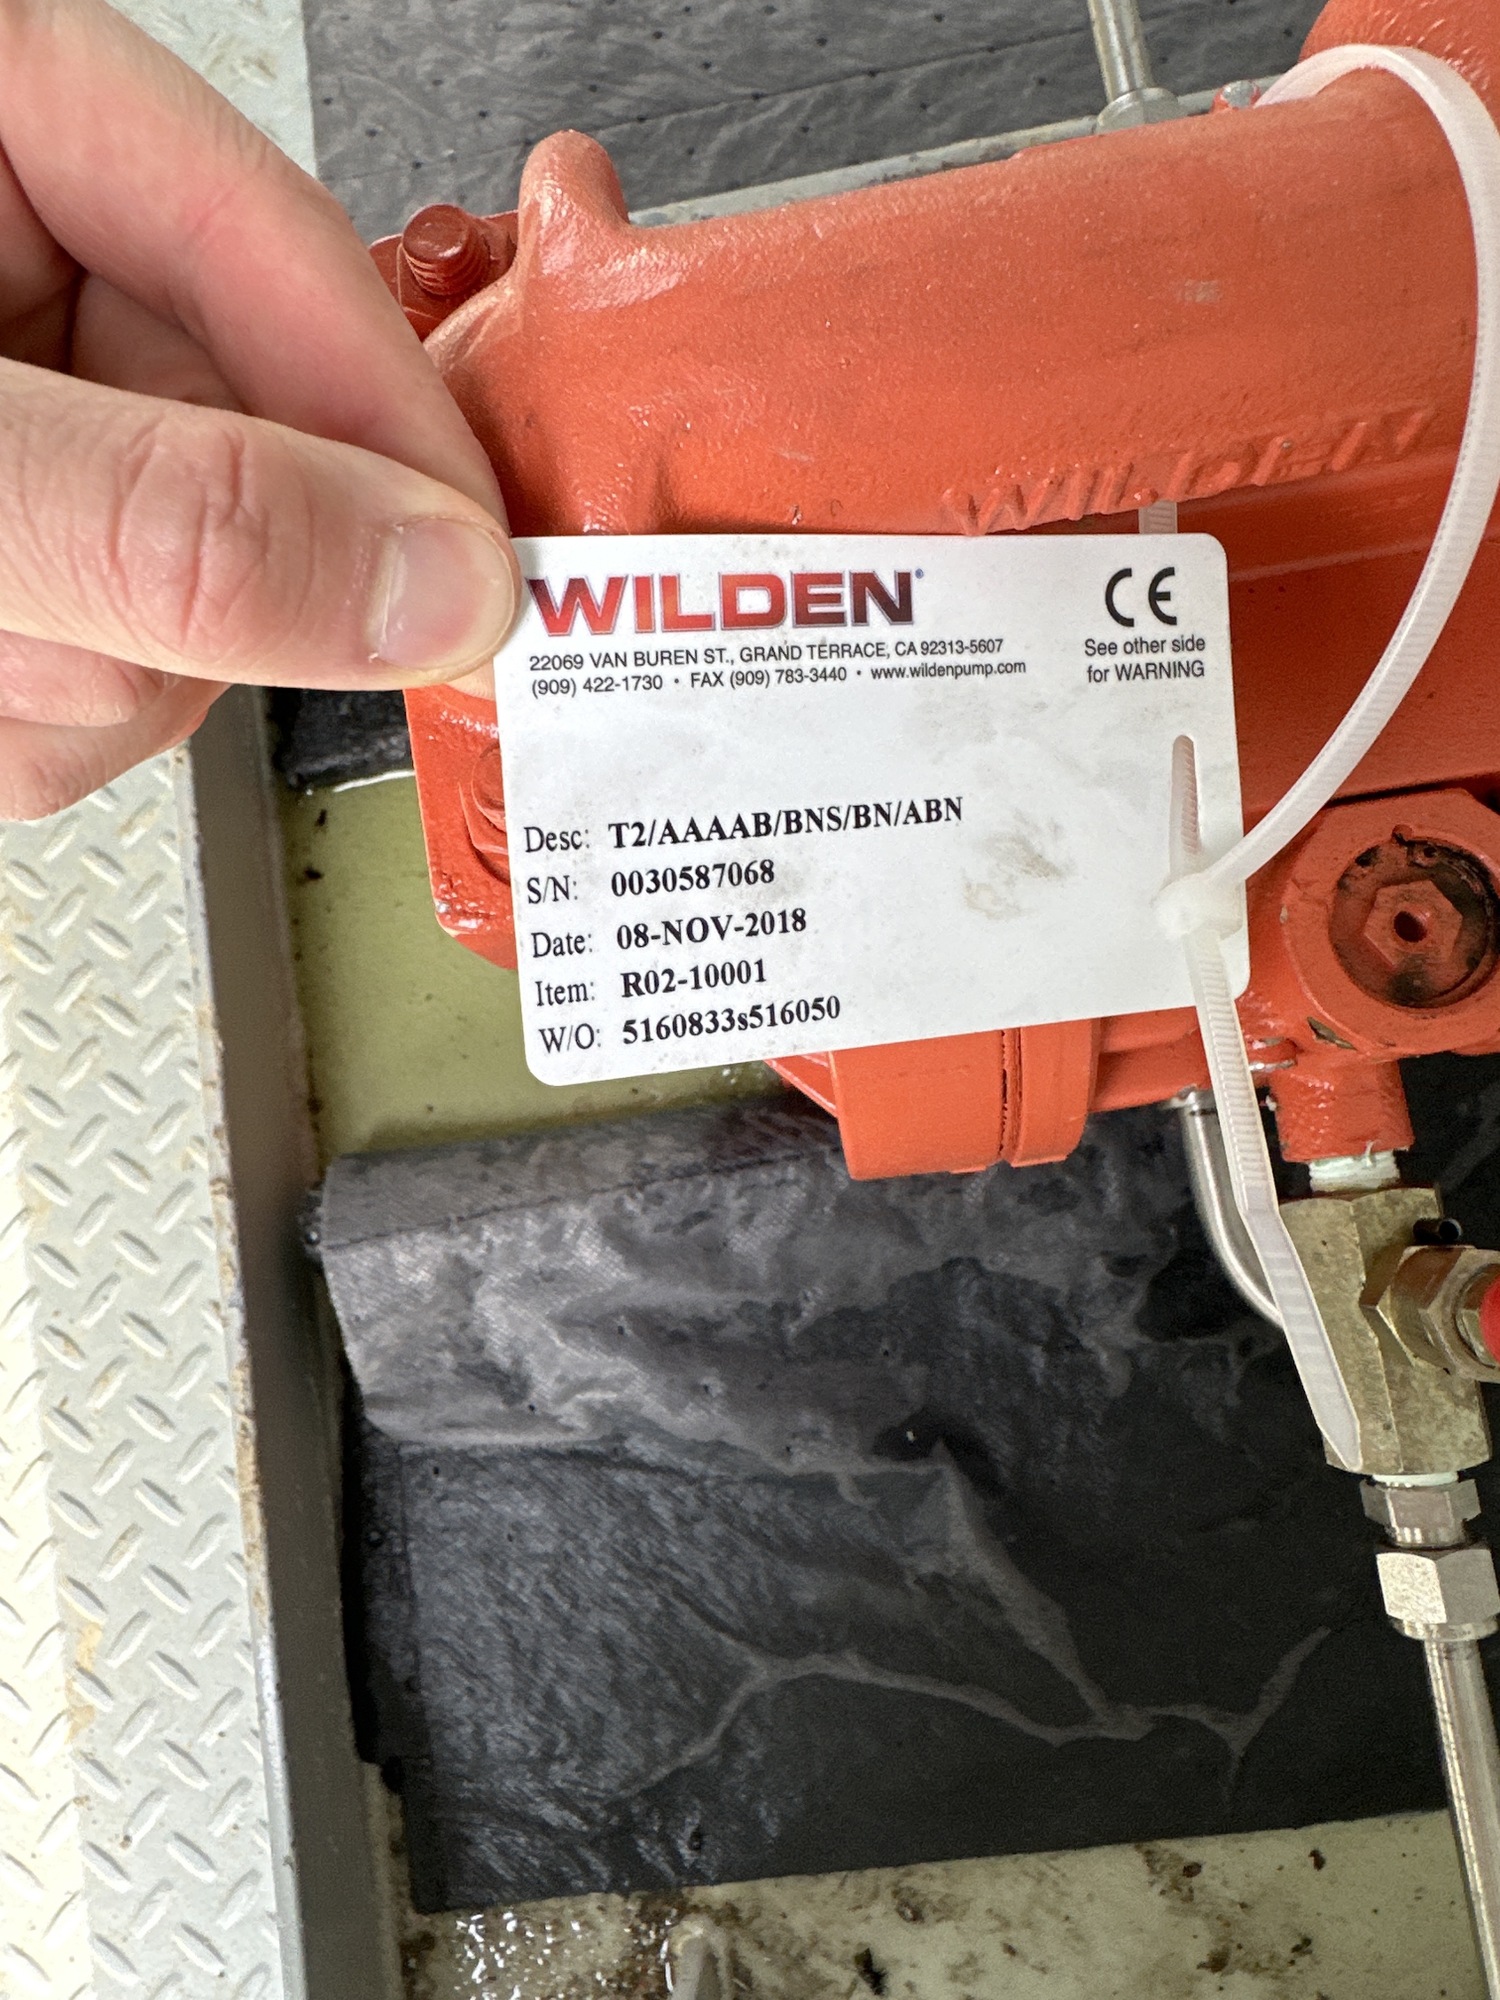 WILDEN
WILDEN®
22069 VAN BUREN ST., GRAND TERRACE, CA 92313-5607
(909) 422-1730 • FAX (909) 783-3440 • www.wildenpump.com
CE
See other side
for WARNING
Desc: T2/AAAAB/BNS/BN/ABN
S/N: 0030587068
Date: 08-NOV-2018
Item: R02-10001
W/O: 5160833s516050